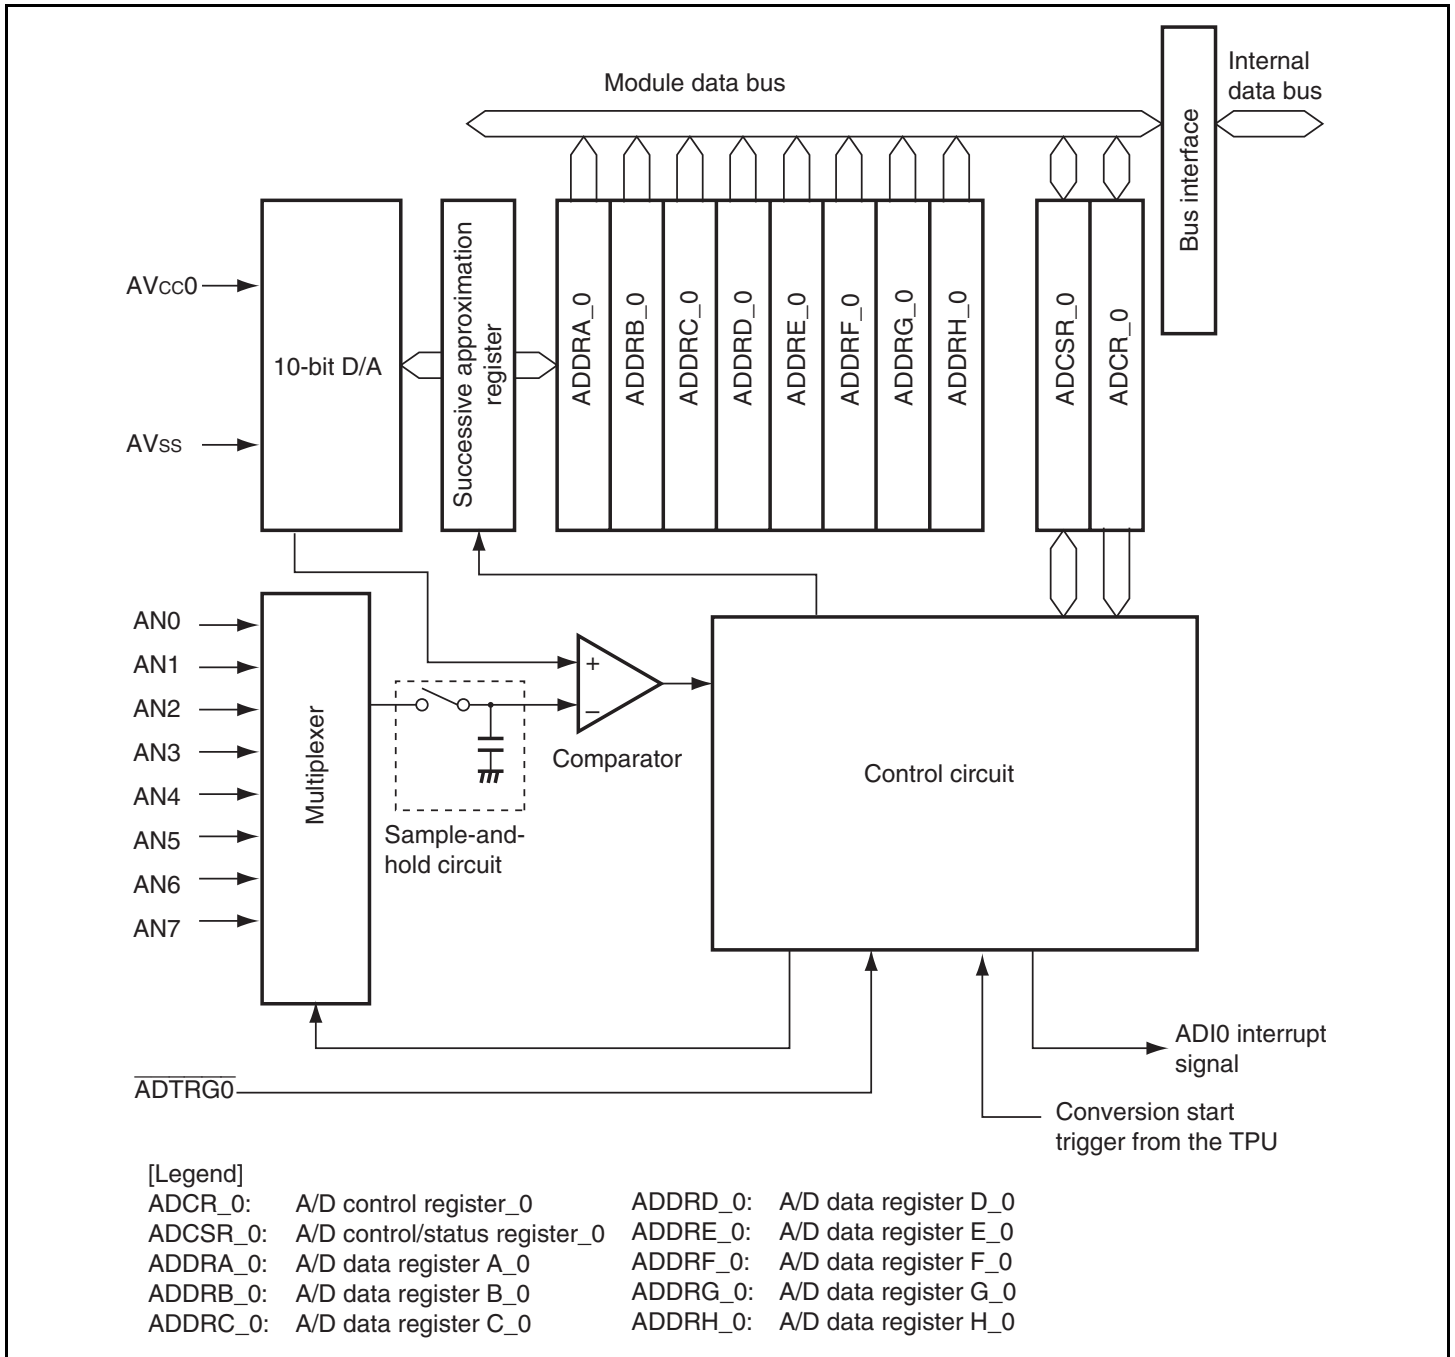 Module data bus
Internal
data bus
Bus interface
AVcc0
AVss
10-bit D/A
Successive approximation
register
ADDRA_0
ADDRB_0
ADDRC_0
ADDRD_0
ADDRE_0
ADDRF_0
ADDRG_0
ADDRH_0
ADCSR_0
ADCR_0
AN0
AN1
AN2
AN3
AN4
AN5
AN6
AN7
Multiplexer
+
–
Comparator
Sample-and-
hold circuit
Control circuit
ADI0 interrupt
signal
ADTRG0
Conversion start
trigger from the TPU
[Legend]
ADCR_0: A/D control register_0
ADCSR_0: A/D control/status register_0
ADDRA_0: A/D data register A_0
ADDRB_0: A/D data register B_0
ADDRC_0: A/D data register C_0
ADDRD_0: A/D data register D_0
ADDRE_0: A/D data register E_0
ADDRF_0: A/D data register F_0
ADDRG_0: A/D data register G_0
ADDRH_0: A/D data register H_0